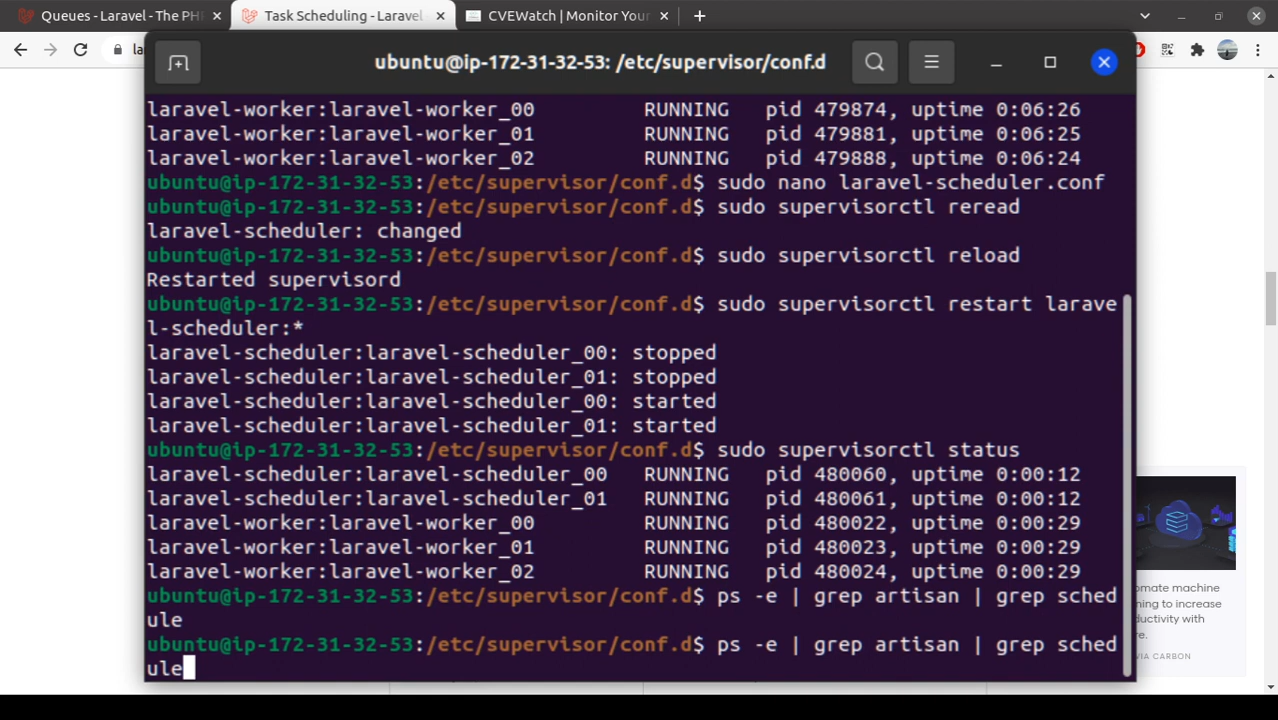 Queues - Laravel - The PHP
Task Scheduling - Laravel
CVEWatch | Monitor Your
la
ubuntu@ip-172-31-32-53: /etc/supervisor/conf.d
laravel-worker:laravel-worker_00 RUNNING pid 479874, uptime 0:06:26
laravel-worker:laravel-worker_01 RUNNING pid 479881, uptime 0:06:25
laravel-worker:laravel-worker_02 RUNNING pid 479888, uptime 0:06:24
ubuntu@ip-172-31-32-53:/etc/supervisor/conf.d$ sudo nano laravel-scheduler.conf
ubuntu@ip-172-31-32-53:/etc/supervisor/conf.d$ sudo supervisorctl reread
laravel-scheduler: changed
ubuntu@ip-172-31-32-53:/etc/supervisor/conf.d$ sudo supervisorctl reload
Restarted supervisord
ubuntu@ip-172-31-32-53:/etc/supervisor/conf.d$ sudo supervisorctl restart larave
l-scheduler:*
laravel-scheduler:laravel-scheduler_00: stopped
laravel-scheduler:laravel-scheduler_01: stopped
laravel-scheduler:laravel-scheduler_00: started
laravel-scheduler:laravel-scheduler_01: started
ubuntu@ip-172-31-32-53:/etc/supervisor/conf.d$ sudo supervisorctl status
laravel-scheduler:laravel-scheduler_00 RUNNING pid 480060, uptime 0:00:12
laravel-scheduler:laravel-scheduler_01 RUNNING pid 480061, uptime 0:00:12
laravel-worker:laravel-worker_00 RUNNING pid 480022, uptime 0:00:29
laravel-worker:laravel-worker_01 RUNNING pid 480023, uptime 0:00:29
laravel-worker:laravel-worker_02 RUNNING pid 480024, uptime 0:00:29
ubuntu@ip-172-31-32-53:/etc/supervisor/conf.d$ ps -e | grep artisan | grep sched
ule
ubuntu@ip-172-31-32-53:/etc/supervisor/conf.d$ ps -e | grep artisan | grep sched
ule
omate machine
ning to increase
ductivity with
re.
VIA CARBON